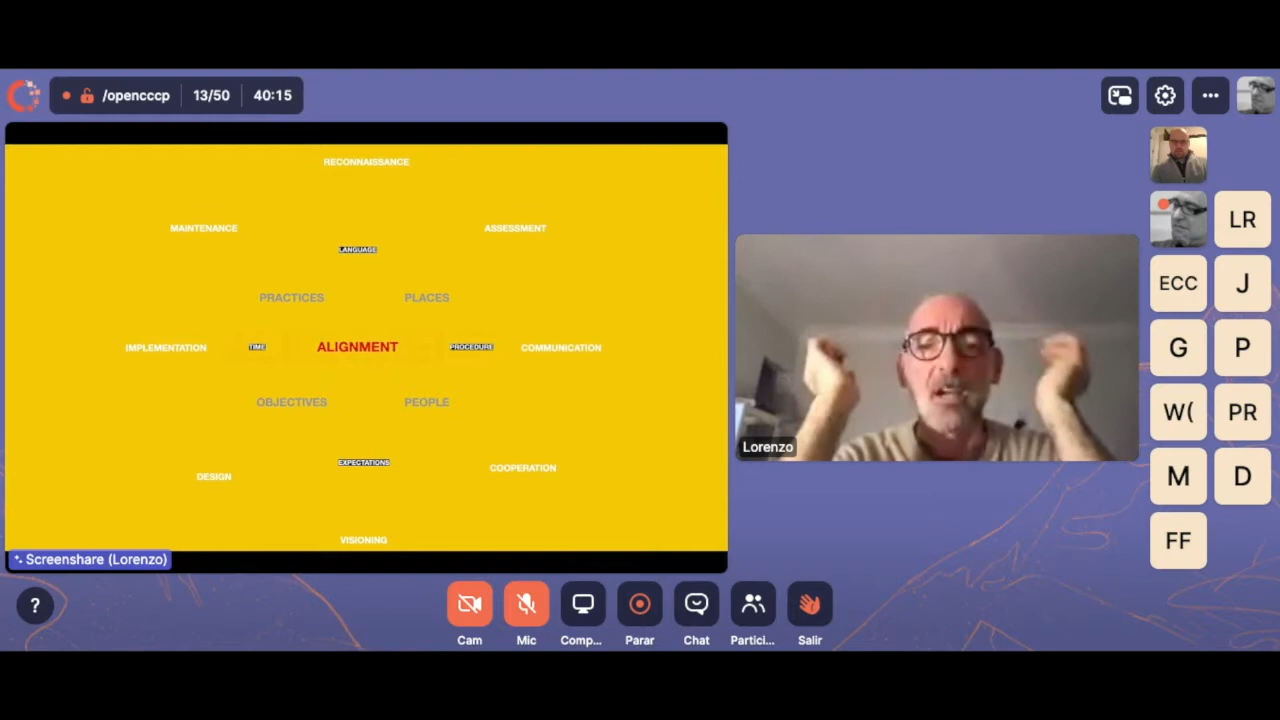 /opencccp
13/50
40:15
RECONNAISSANCE
MAINTENANCE
ASSESSMENT
LANGUAGE
PRACTICES
PLACES
IMPLEMENTATION
TIME
ALIGNMENT
PROCEDURE
COMMUNICATION
OBJECTIVES
PEOPLE
EXPECTATIONS
COOPERATION
DESIGN
VISIONING
Screenshare (Lorenzo)
Lorenzo
LR
ECC
J
G
P
W(
PR
M
D
FF
?
Cam
Mic
Comp...
Parar
Chat
Partici...
Salir